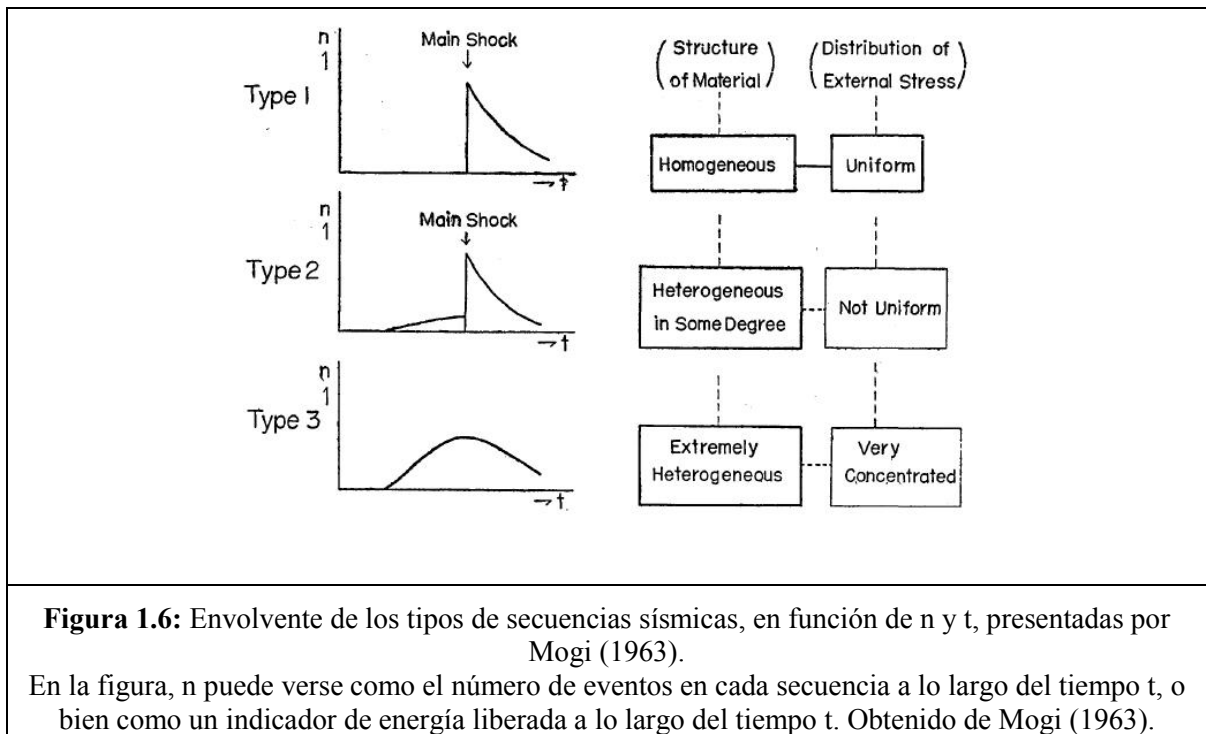 n
1
Main Shock
Type 1
→ t
(Structure
of Material)
(Distribution of
External Stress)
Homogeneous
Uniform
n
1
Main Shock
Type 2
→ t
Heterogeneous
in Some Degree
Not Uniform
n
1
Type 3
→ t
Extremely
Heterogeneous
Very
Concentrated
Figura 1.6: Envolvente de los tipos de secuencias sísmicas, en función de n y t, presentadas por
Mogi (1963).
En la figura, n puede verse como el número de eventos en cada secuencia a lo largo del tiempo t, o
bien como un indicador de energía liberada a lo largo del tiempo t. Obtenido de Mogi (1963).